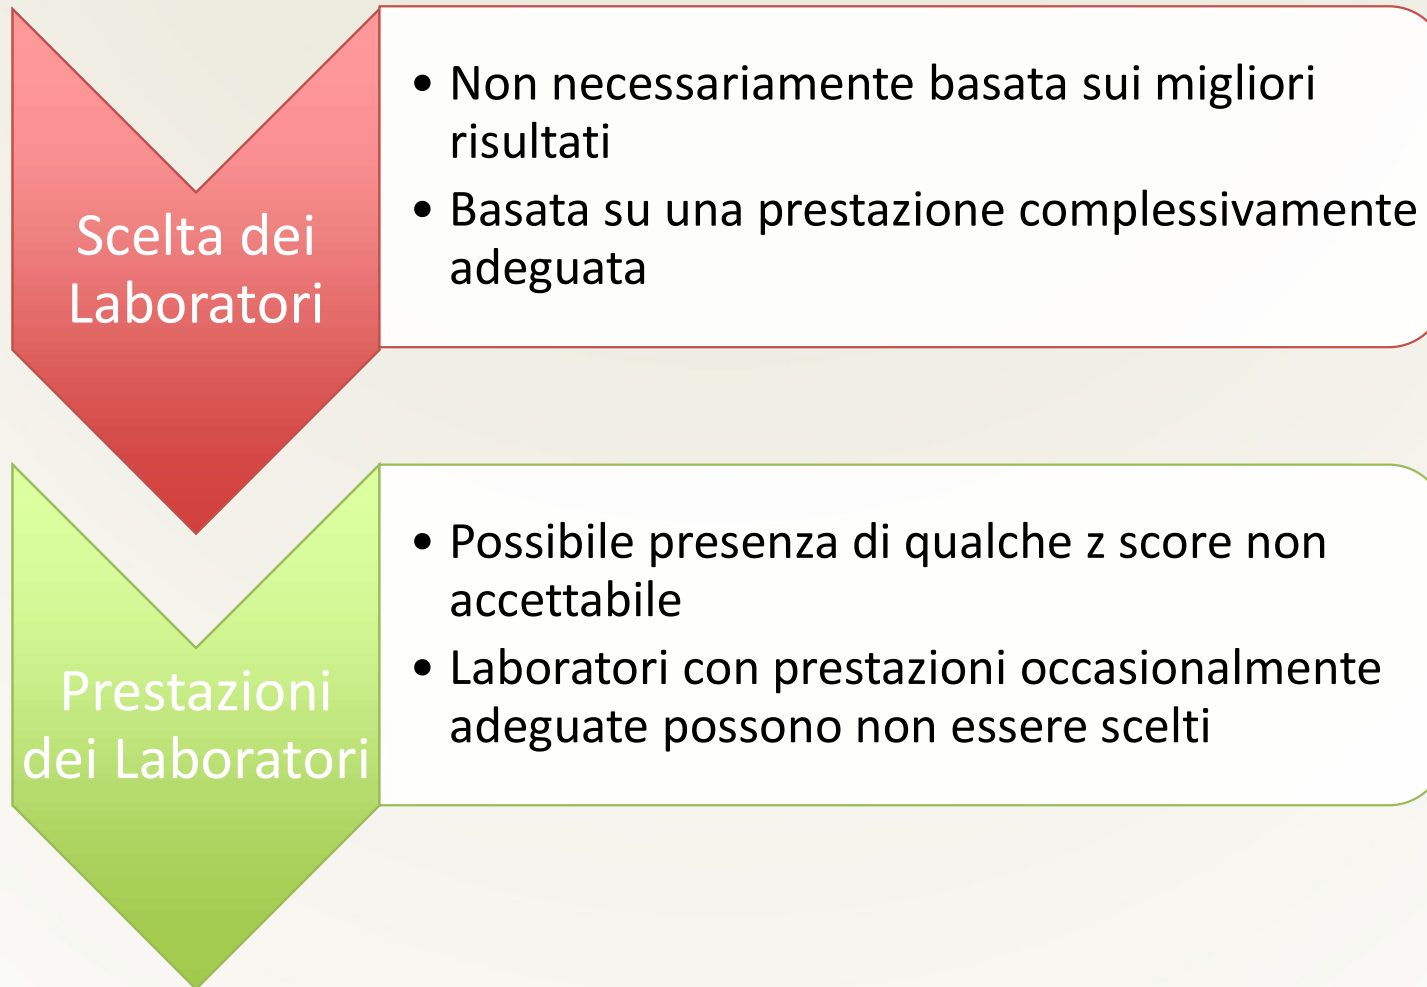 Scelta dei
Laboratori
• Non necessariamente basata sui migliori
risultati
• Basata su una prestazione complessivamente
adeguata
Prestazioni
dei Laboratori
• Possibile presenza di qualche z score non
accettabile
• Laboratori con prestazioni occasionalmente
adeguate possono non essere scelti